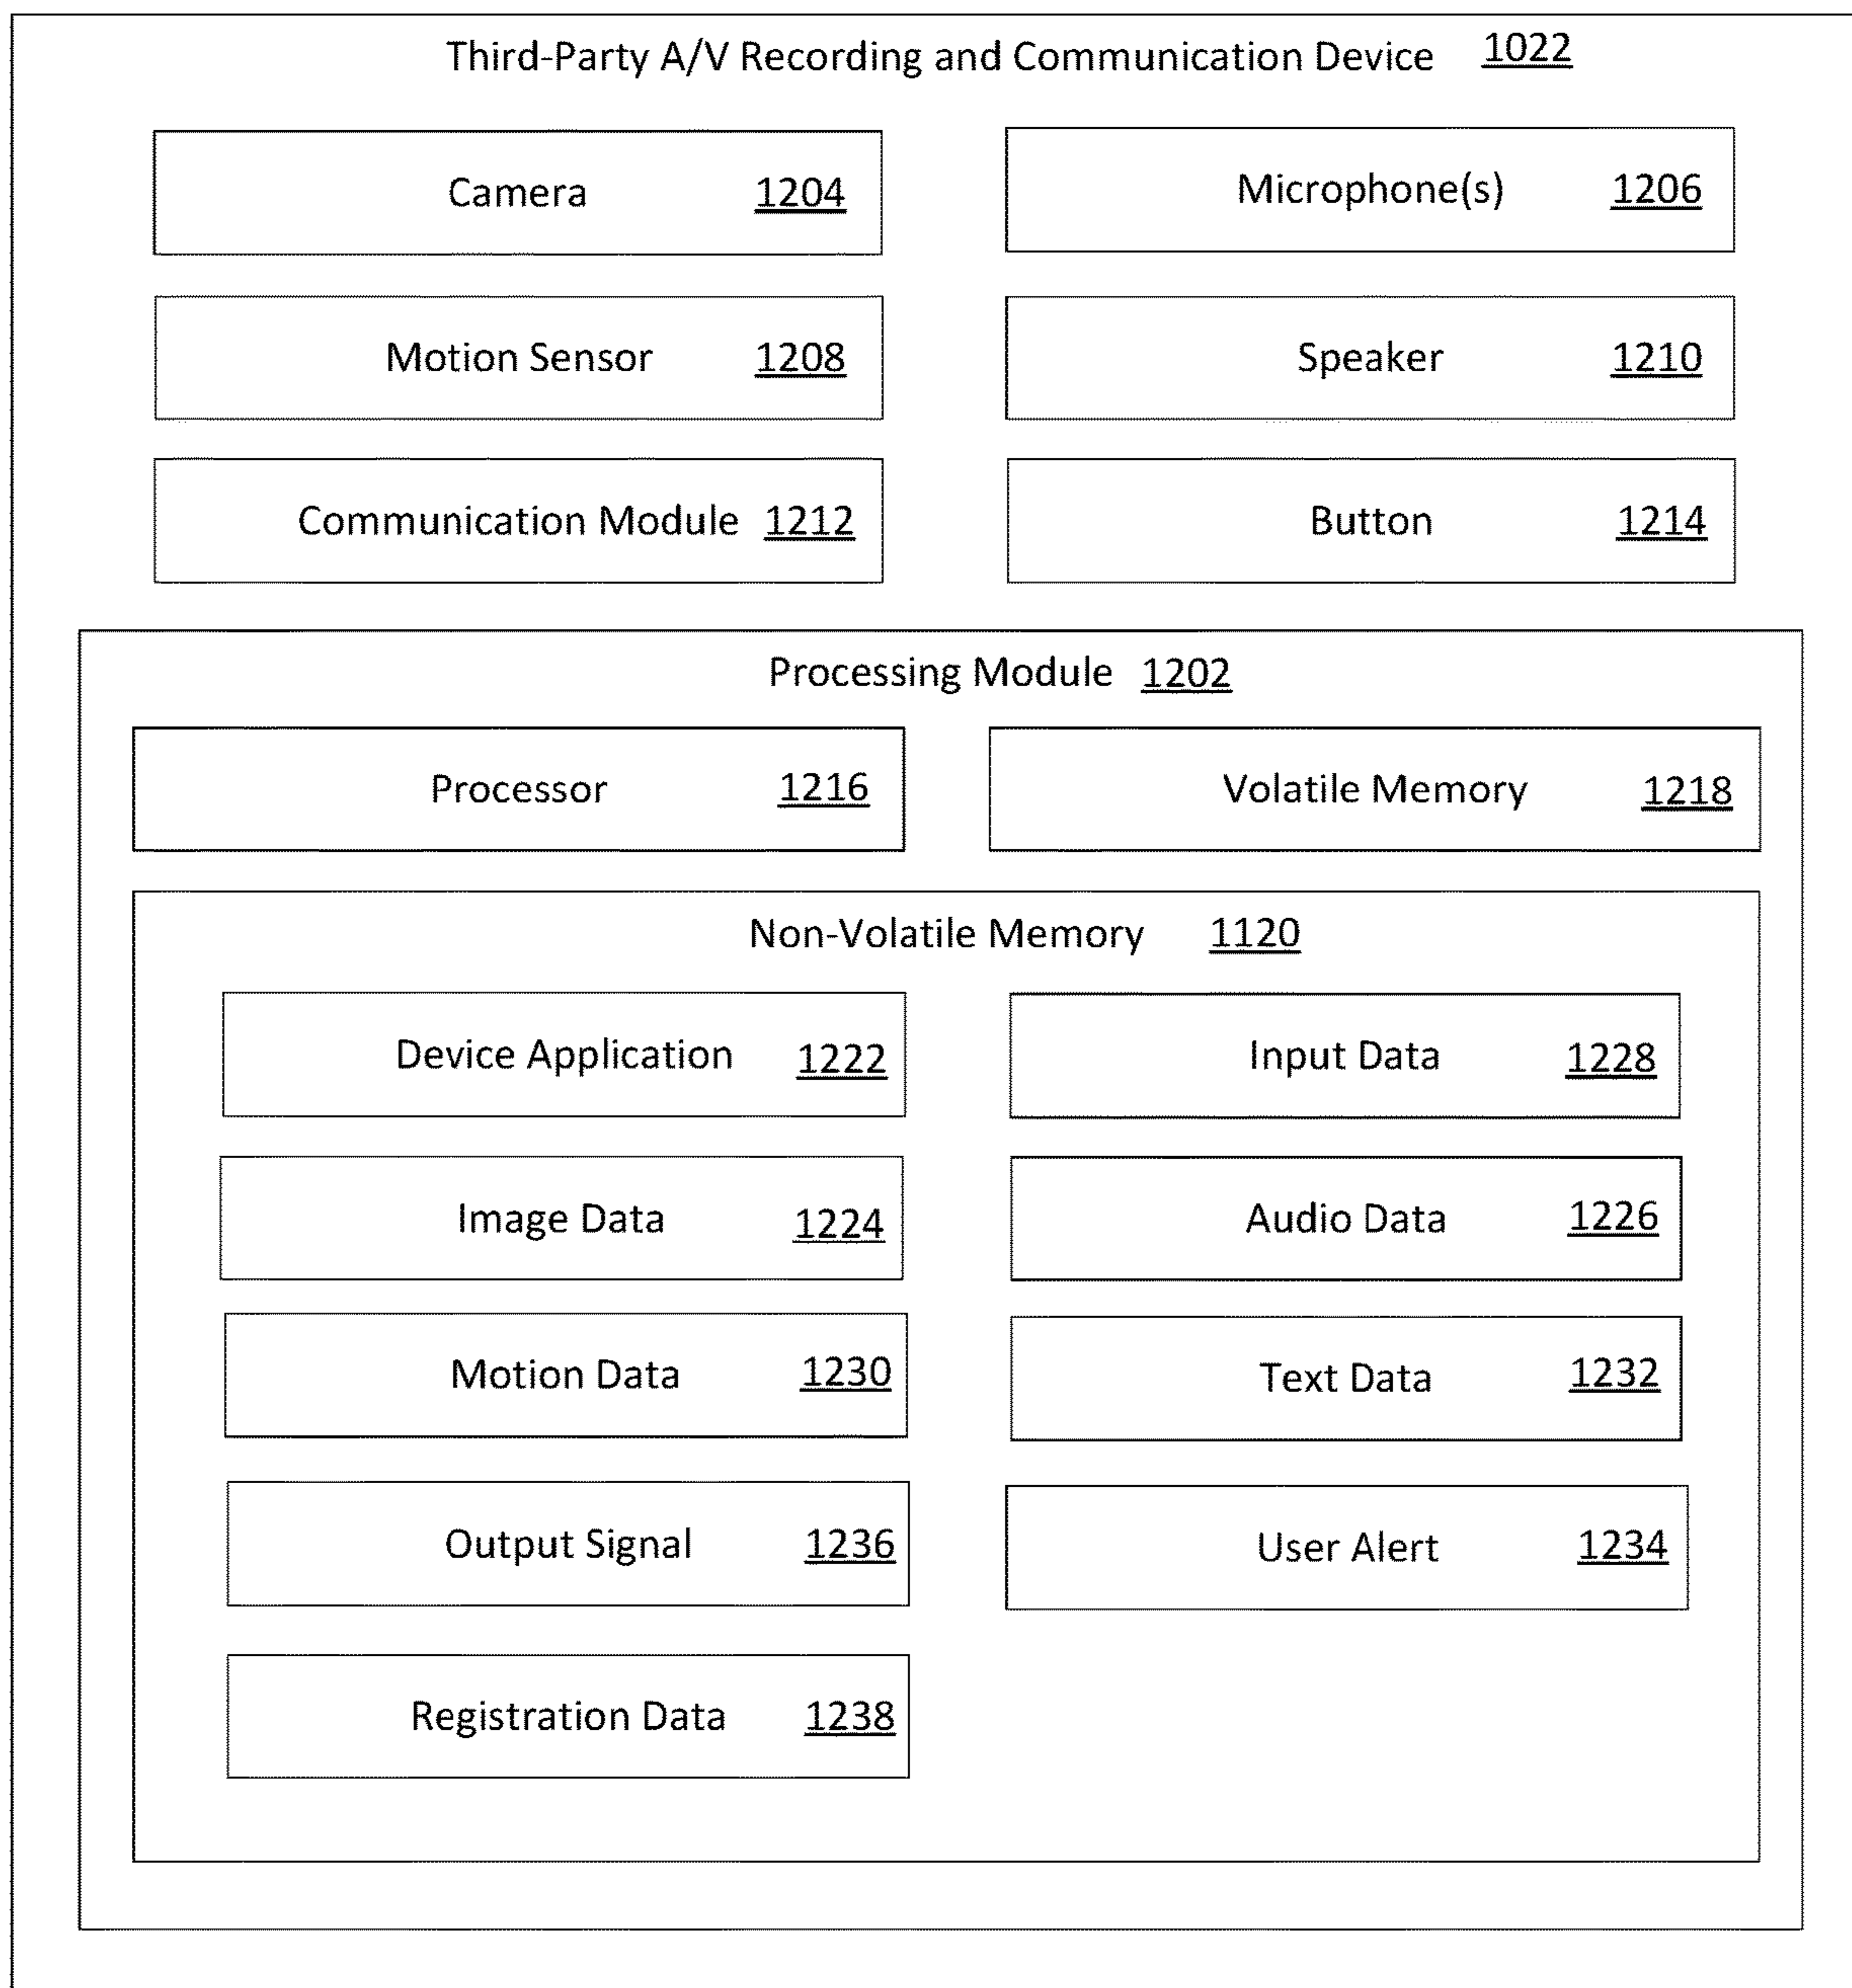 Third-Party A/V Recording and Communication Device 1022
Camera 1204
Microphone(s) 1206
Motion Sensor 1208
Speaker 1210
Communication Module 1212
Button 1214
Processing Module 1202
Processor 1216
Volatile Memory 1218
Non-Volatile Memory 1120
Device Application 1222
Input Data 1228
Image Data 1224
Audio Data 1226
Motion Data 1230
Text Data 1232
Output Signal 1236
User Alert 1234
Registration Data 1238